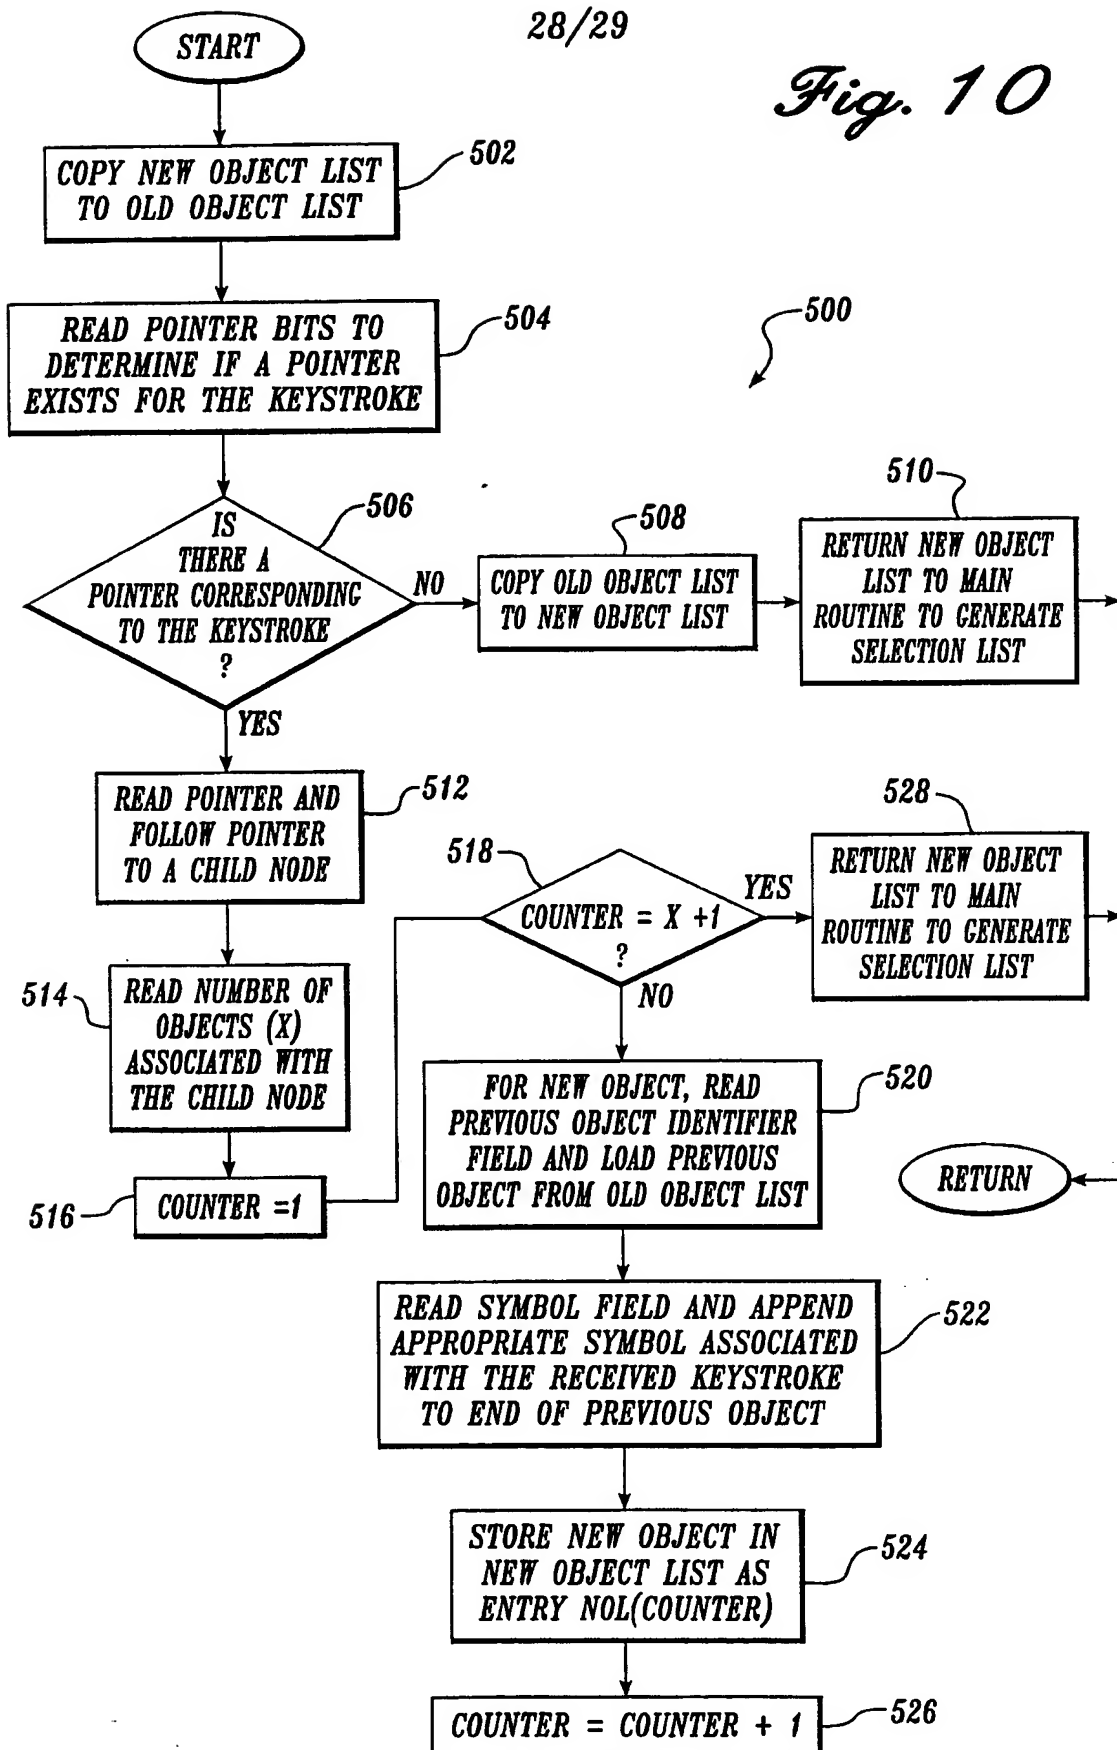 28/29
Fig. 10
START
COPY NEW OBJECT LIST
TO OLD OBJECT LIST
502
READ POINTER BITS TO
DETERMINE IF A POINTER
EXISTS FOR THE KEYSTROKE
504
500
IS
THERE A
POINTER CORRESPONDING
TO THE KEYSTROKE
?
506
NO
COPY OLD OBJECT LIST
TO NEW OBJECT LIST
508
RETURN NEW OBJECT
LIST TO MAIN
ROUTINE TO GENERATE
SELECTION LIST
510
YES
READ POINTER AND
FOLLOW POINTER
TO A CHILD NODE
512
READ NUMBER OF
OBJECTS (X)
ASSOCIATED WITH
THE CHILD NODE
514
COUNTER =1
516
518
COUNTER = X +1
?
YES
RETURN NEW OBJECT
LIST TO MAIN
ROUTINE TO GENERATE
SELECTION LIST
528
NO
FOR NEW OBJECT, READ
PREVIOUS OBJECT IDENTIFIER
FIELD AND LOAD PREVIOUS
OBJECT FROM OLD OBJECT LIST
520
RETURN
READ SYMBOL FIELD AND APPEND
APPROPRIATE SYMBOL ASSOCIATED
WITH THE RECEIVED KEYSTROKE
TO END OF PREVIOUS OBJECT
522
STORE NEW OBJECT IN
NEW OBJECT LIST AS
ENTRY NOL(COUNTER)
524
COUNTER = COUNTER + 1
526